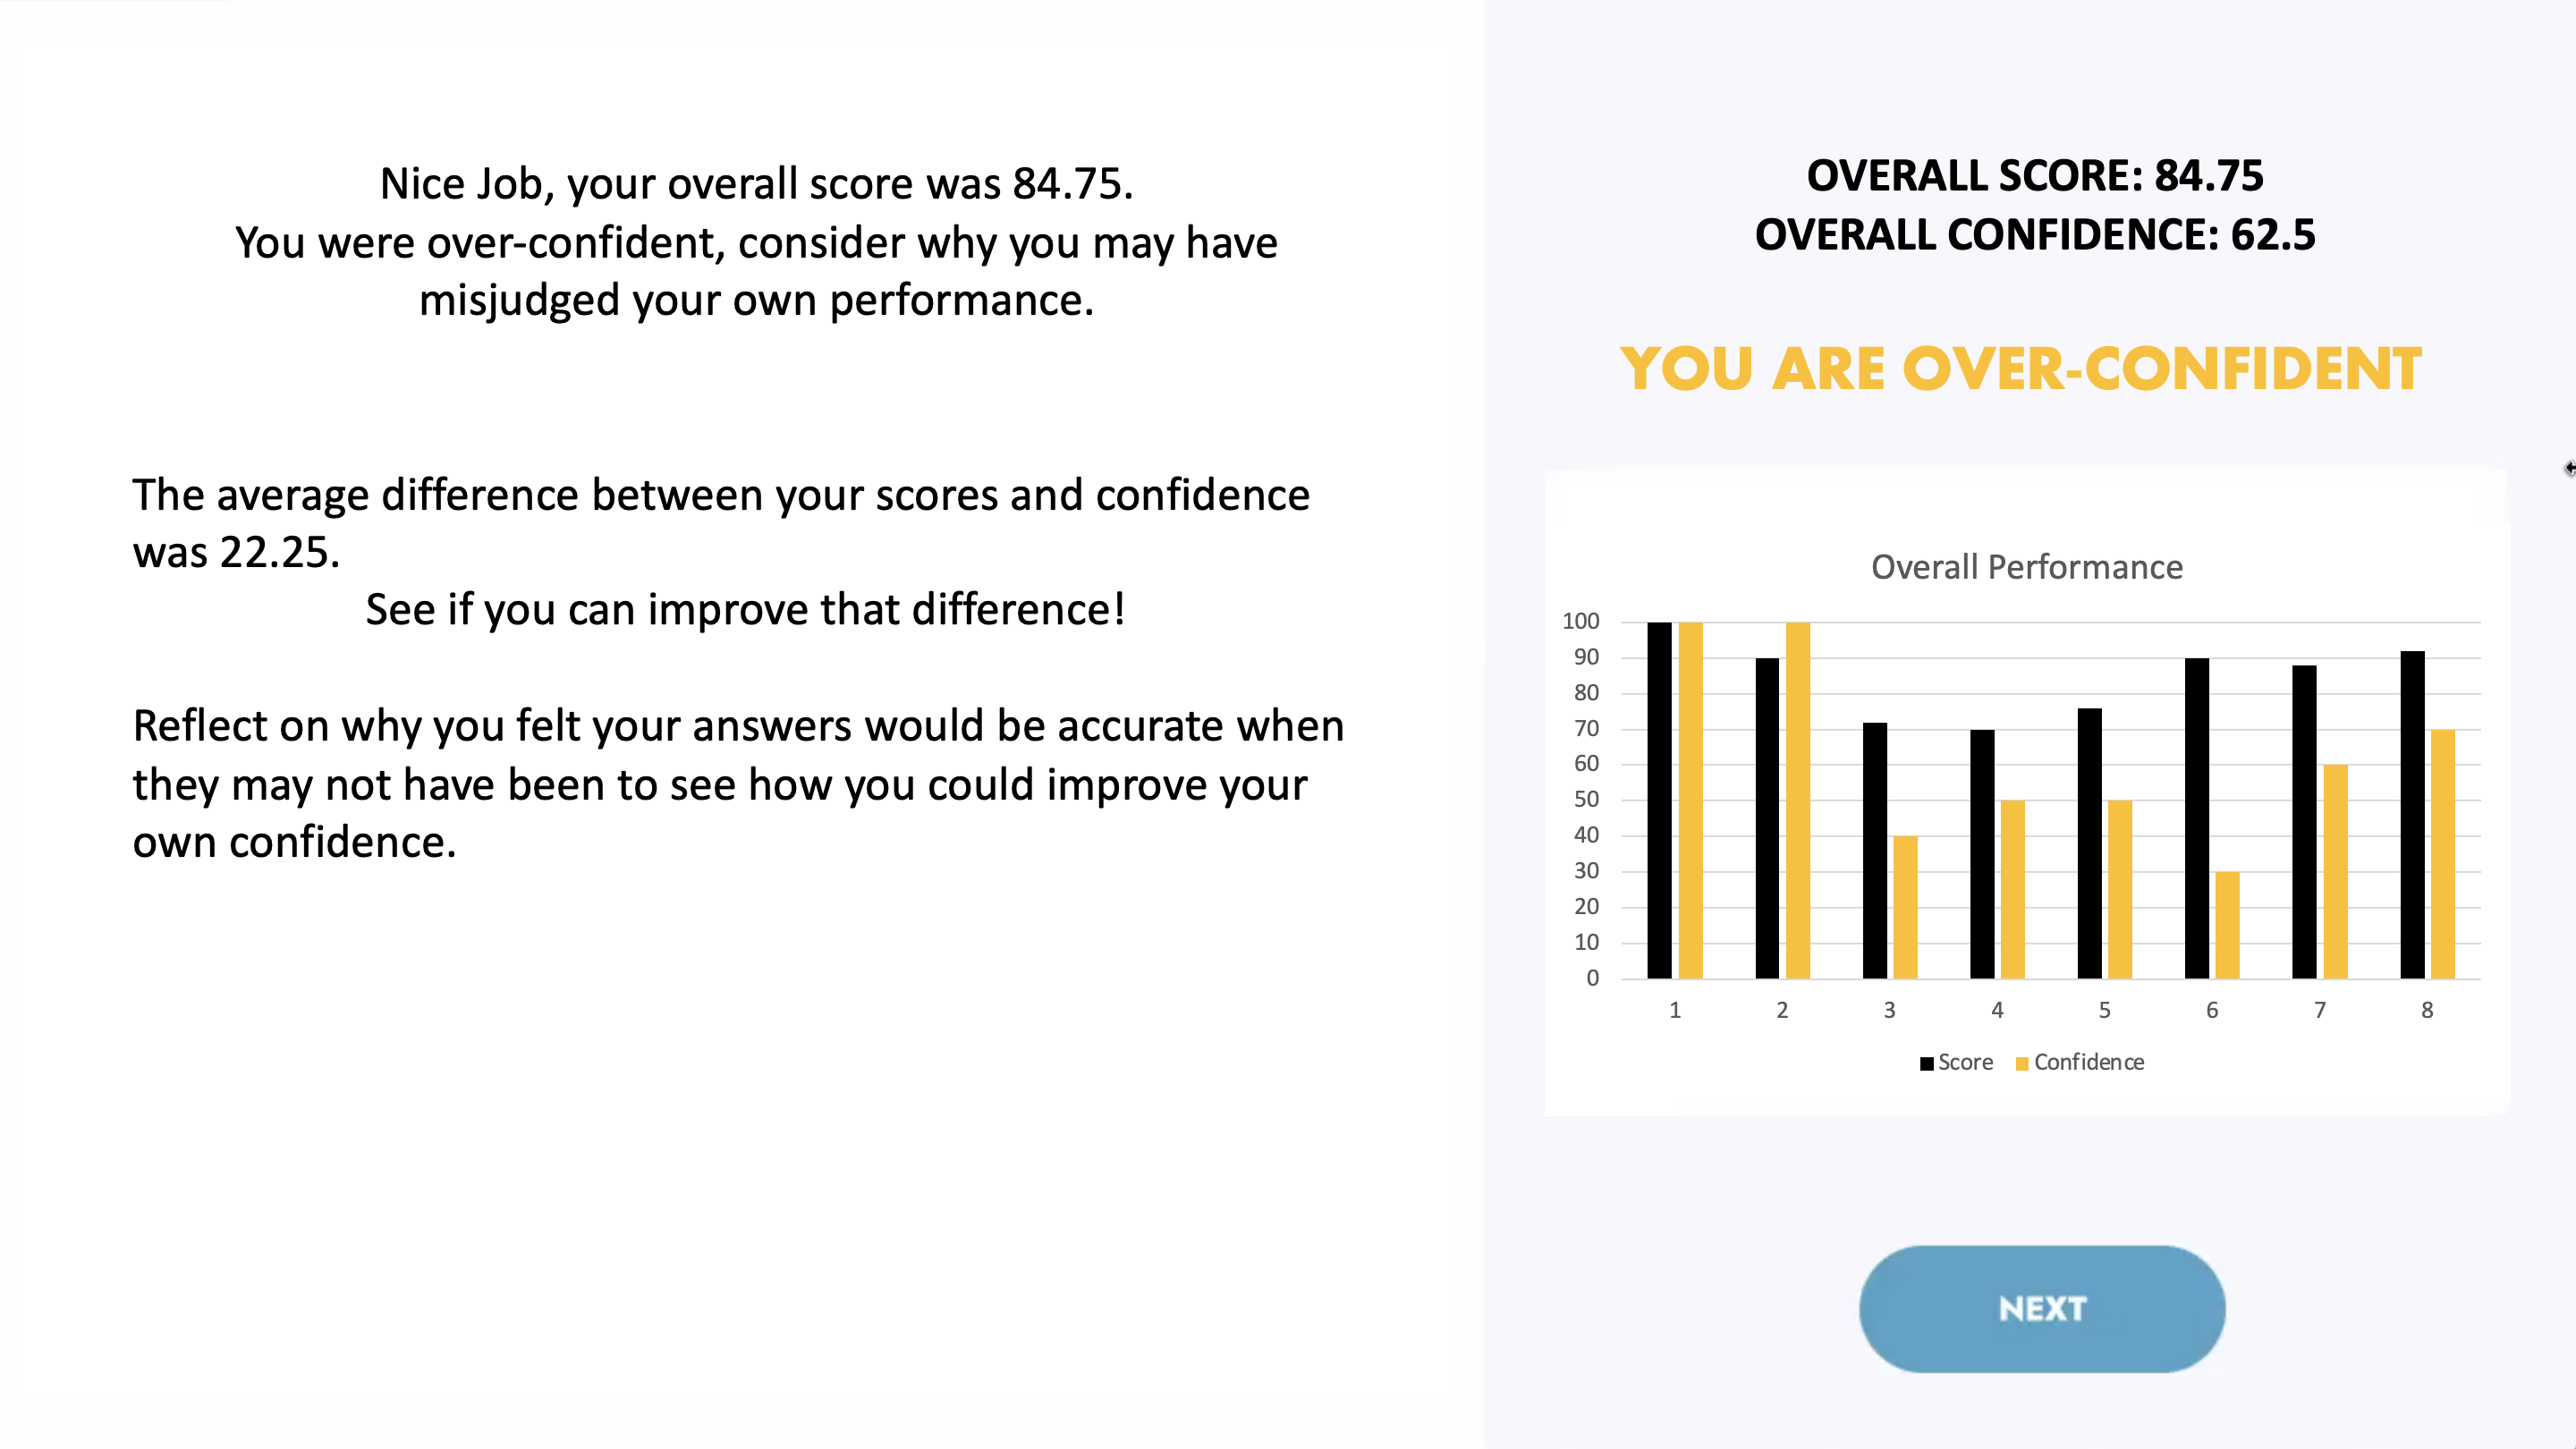 Nice Job, your overall score was 84.75.
You were over-confident, consider why you may have
misjudged your own performance.
The average difference between your scores and confidence
was 22.25.
See if you can improve that difference!
Reflect on why you felt your answers would be accurate when
they may not have been to see how you could improve your
own confidence.
OVERALL SCORE: 84.75
OVERALL CONFIDENCE: 62.5
YOU ARE OVER-CONFIDENT
Overall Performance
100
90
80
70
60
50
40
30
20
10
0
1 2 3 4 5 6 7 8
Score Confidence
NEXT